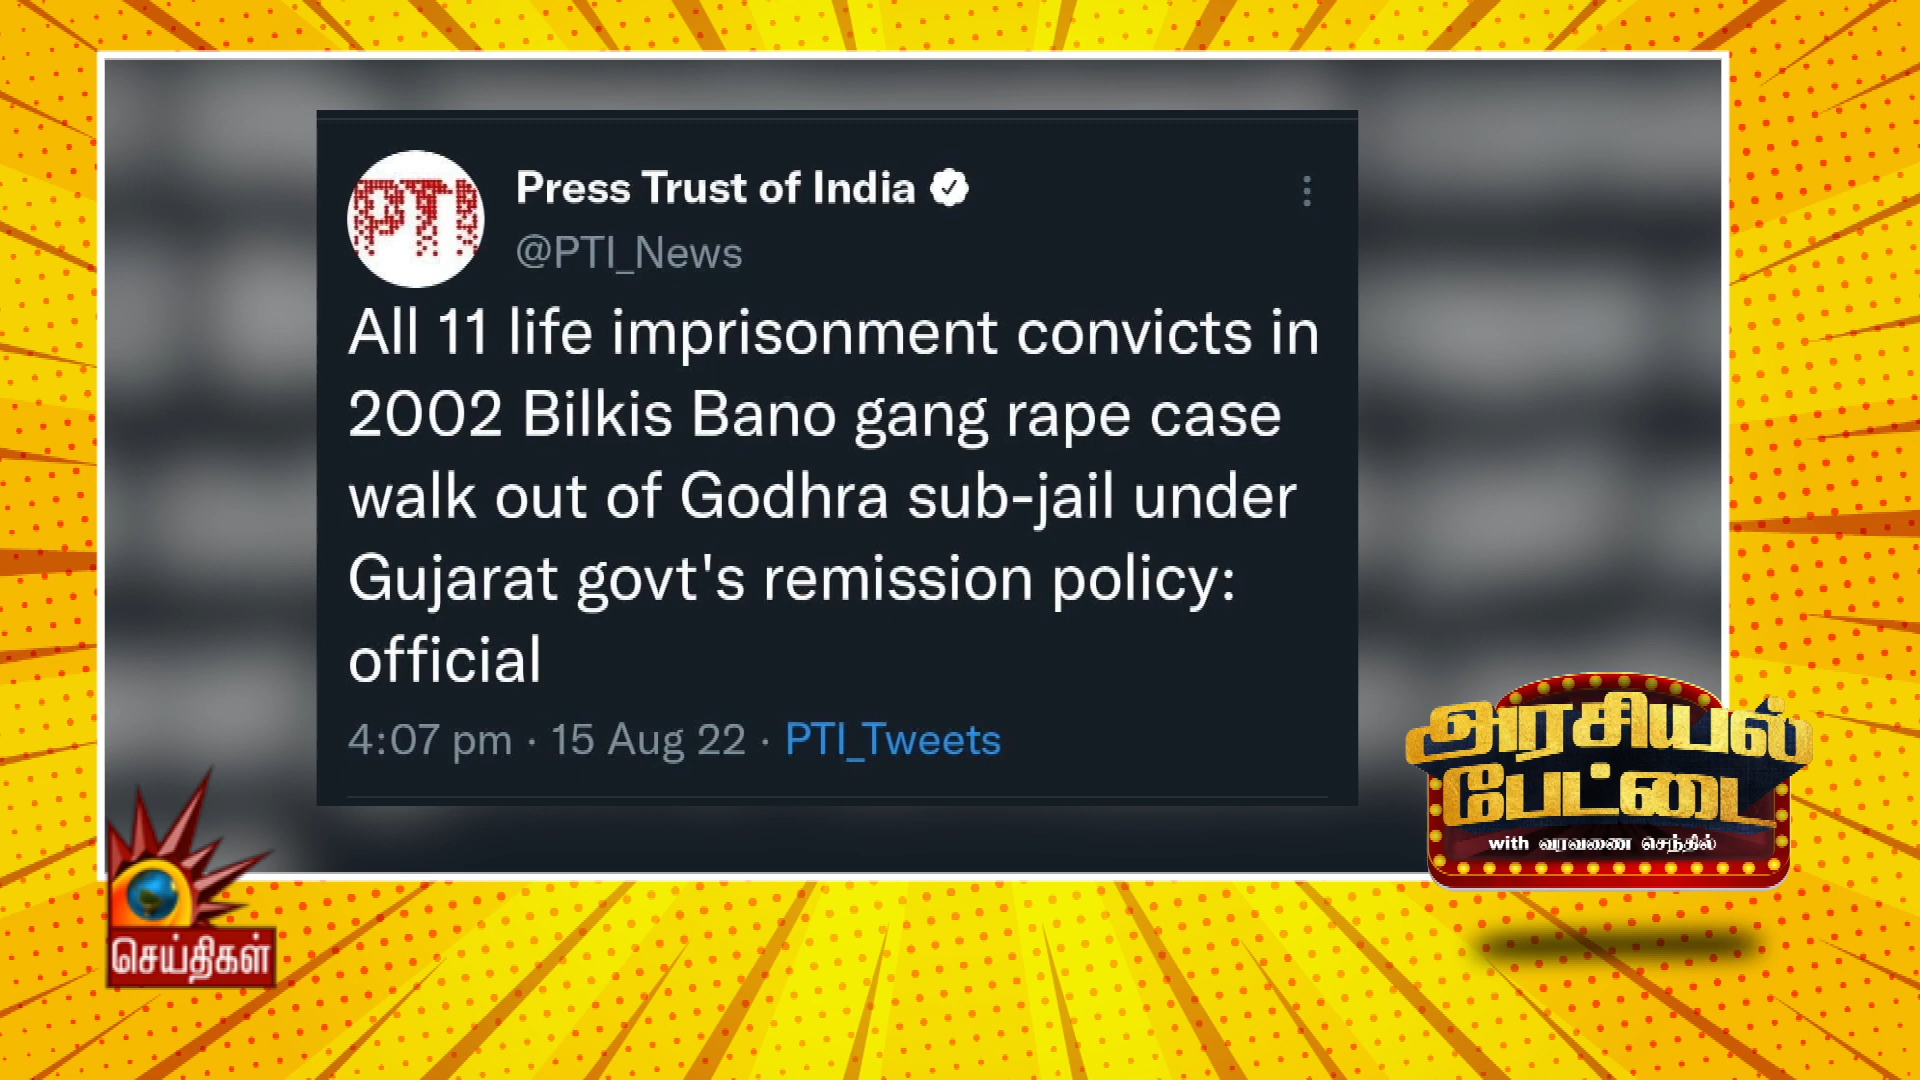 PTI
Press Trust of India
@PTI_News
All 11 life imprisonment convicts in
2002 Bilkis Bano gang rape case
walk out of Godhra sub-jail under
Gujarat govt's remission policy:
official
4:07 pm · 15 Aug 22 · PTI_Tweets
அரசியல்
பேட்டை
with வரவணை செந்தில்
செய்திகள்